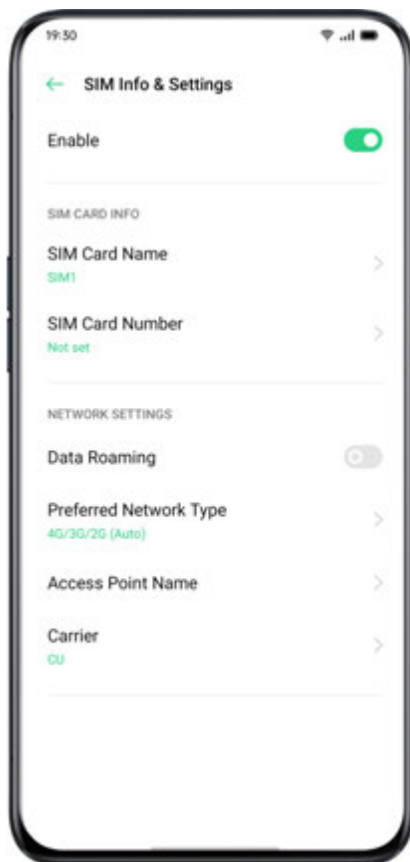 19:30
SIM Info & Settings
Enable
SIM CARD INFO
SIM Card Name
SIM1
SIM Card Number
Not set
NETWORK SETTINGS
Data Roaming
Preferred Network Type
4G/3G/2G (Auto)
Access Point Name
Carrier
CU